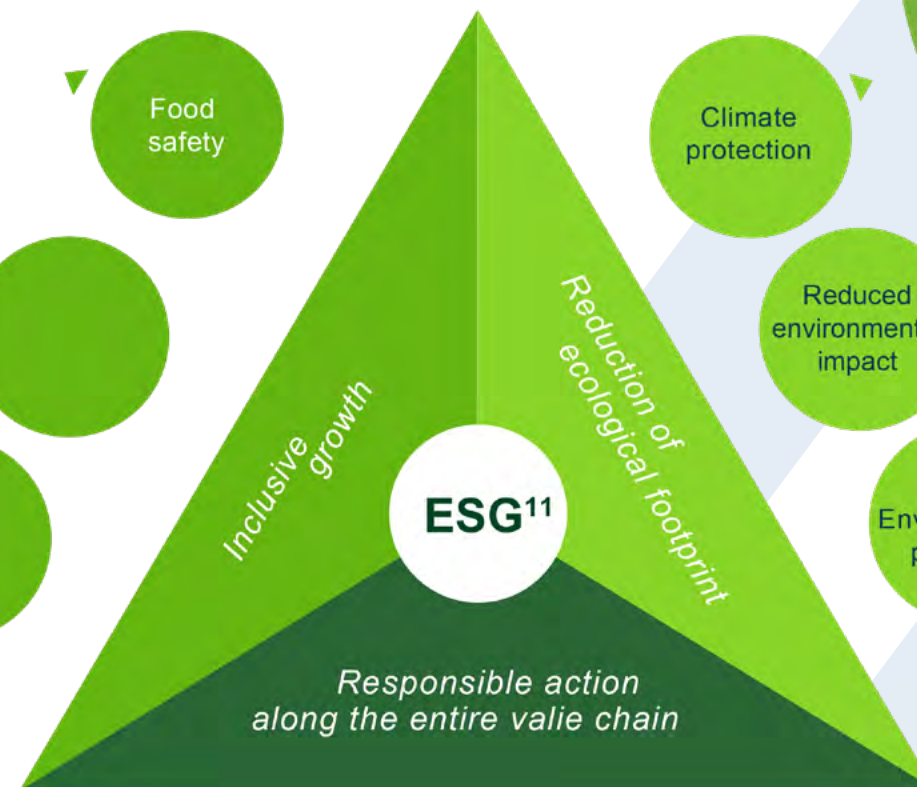 Food
safety
Climate
protection
Reduced
environment
impact
Inclusive
growth
Reduction of
ecological footprint
ESG¹¹
Env
p
Responsible action
along the entire valie chain